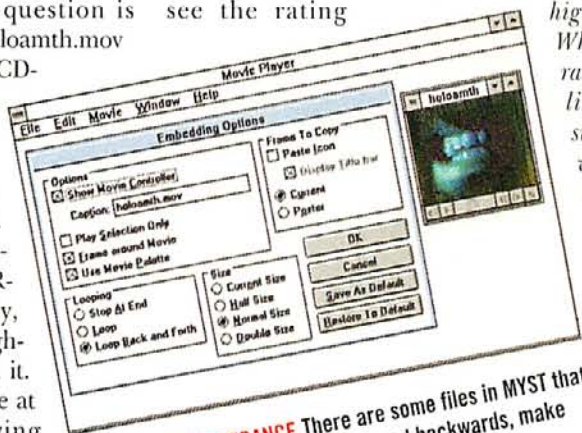 question is see the rating
loamth.mov
CD-
hig
Wh
ra
li
Movie Player
File Edit Movie Window Help
Embedding Options
Options
Show Movie Controller
Caption: holoamth.mov
Play Selection Only
Frame around Movie
Use Movie Palette
Looping
Stop At End
Loop
Loop Back and Forth
Frame To Copy
Paste Icon
Display Title bar
Current
Poster
Size
Current Size
Half Size
Normal Size
Double Size
OK
Cancel
Save As Default
Restore To Default
holoamth
R-
y,
gh-
it.
e at
ing
RANCE There are some files in MYST that
backwards, make